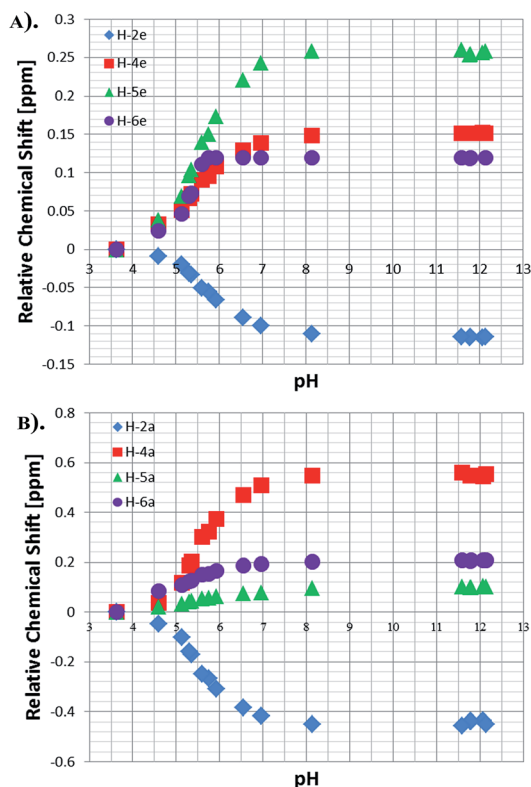 A).
H-2e
H-4e
H-5e
H-6e
0.3
0.25
0.2
0.15
0.1
0.05
0
-0.05
-0.1
-0.15
3 4 5 6 7 8 9 10 11 12 13
Relative Chemical Shift [ppm]
pH
B).
H-2a
H-4a
H-5a
H-6a
0.8
0.6
0.4
0.2
0
-0.2
-0.4
-0.6
3 4 5 6 7 8 9 10 11 12 13
Relative Chemical Shift [ppm]
pH